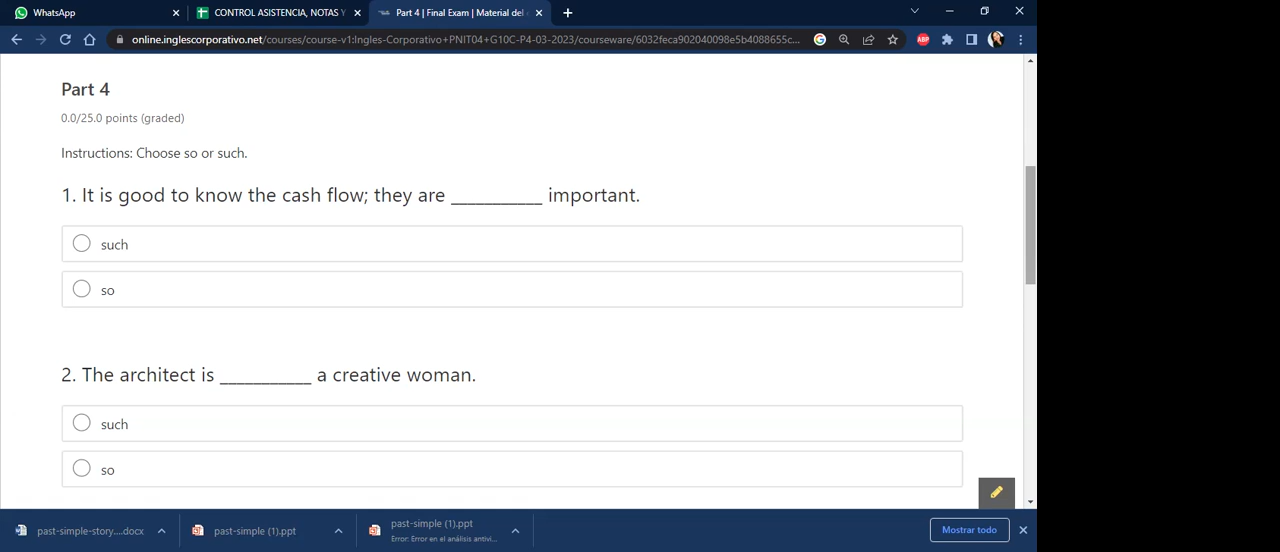 WhatsApp
CONTROL ASISTENCIA, NOTAS Y
Part 4 | Final Exam | Material del
online.inglescorporativo.net/courses/course-v1:Ingles-Corporativo+PNIT04+G10C-P4-03-2023/courseware/6032feca902040098e5b4088655c...
ABP
Part 4
0.0/25.0 points (graded)
Instructions: Choose so or such.
1. It is good to know the cash flow; they are ___________ important.
such
so
2. The architect is ___________ a creative woman.
such
so
past-simple-story....docx
past-simple (1).ppt
past-simple (1).ppt
Error: Error en el análisis antivi...
Mostrar todo